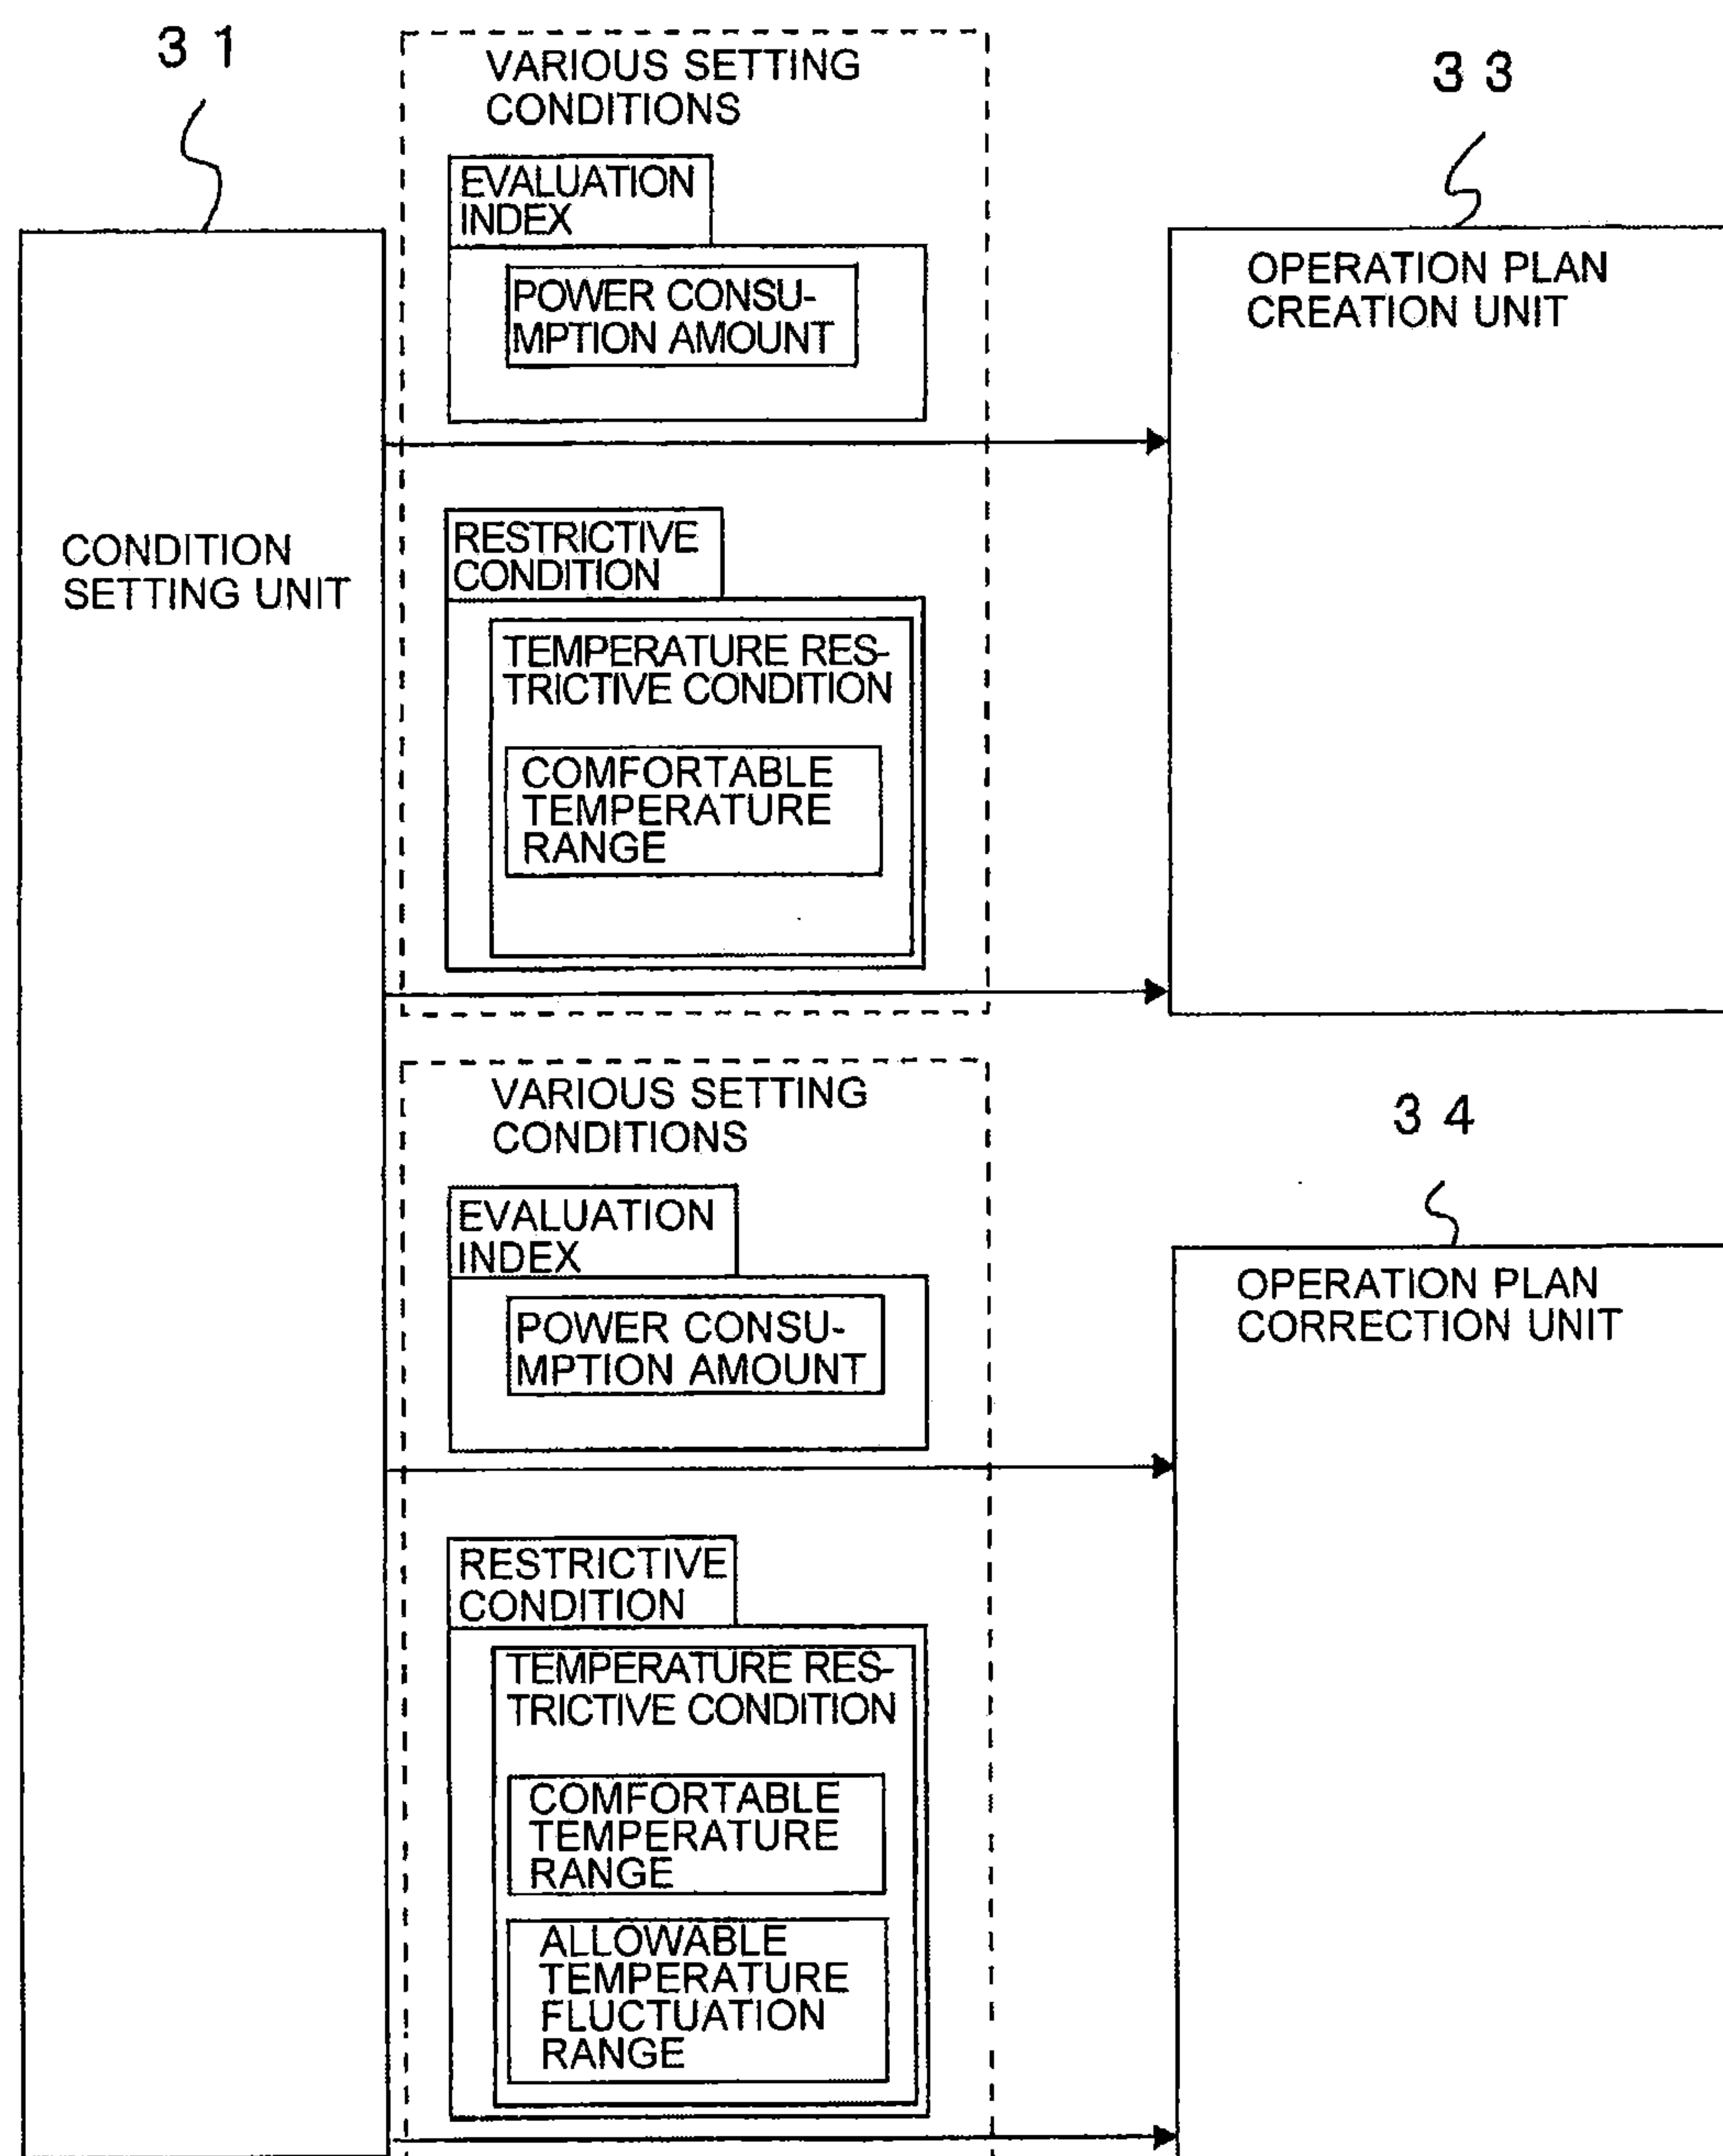 3 1
VARIOUS SETTING
CONDITIONS
3 3
EVALUATION
INDEX
POWER CONSU-
MPTION AMOUNT
OPERATION PLAN
CREATION UNIT
CONDITION
SETTING UNIT
RESTRICTIVE
CONDITION
TEMPERATURE RES-
TRICTIVE CONDITION
COMFORTABLE
TEMPERATURE
RANGE
VARIOUS SETTING
CONDITIONS
3 4
EVALUATION
INDEX
POWER CONSU-
MPTION AMOUNT
OPERATION PLAN
CORRECTION UNIT
RESTRICTIVE
CONDITION
TEMPERATURE RES-
TRICTIVE CONDITION
COMFORTABLE
TEMPERATURE
RANGE
ALLOWABLE
TEMPERATURE
FLUCTUATION
RANGE